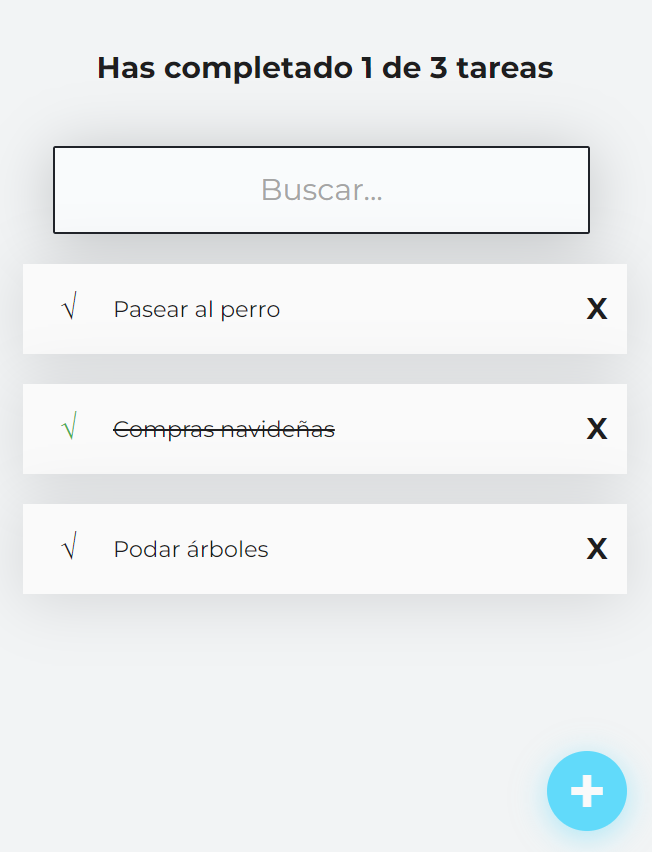 Has completado 1 de 3 tareas
Buscar...
√ Pasear al perro X
√ Compras navideñas X
√ Podar árboles X
+